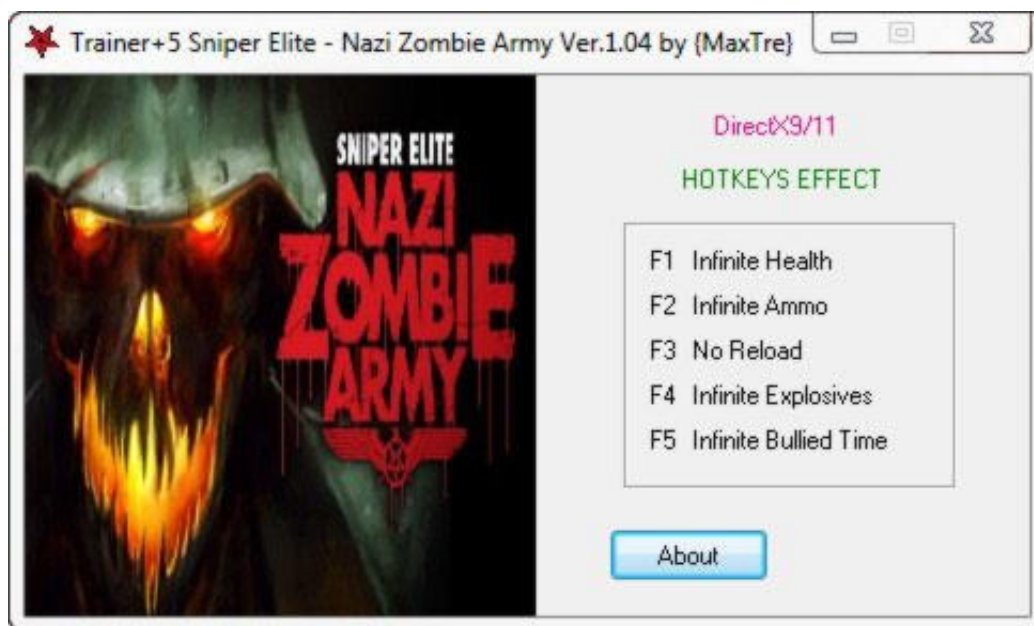 Trainer+5 Sniper Elite - Nazi Zombie Army Ver.1.04 by {MaxTre}
SNIPER ELITE
NAZI
ZOMBIE
ARMY
DirectX9/11
HOTKEYS EFFECT
F1 Infinite Health
F2 Infinite Ammo
F3 No Reload
F4 Infinite Explosives
F5 Infinite Bullied Time
About